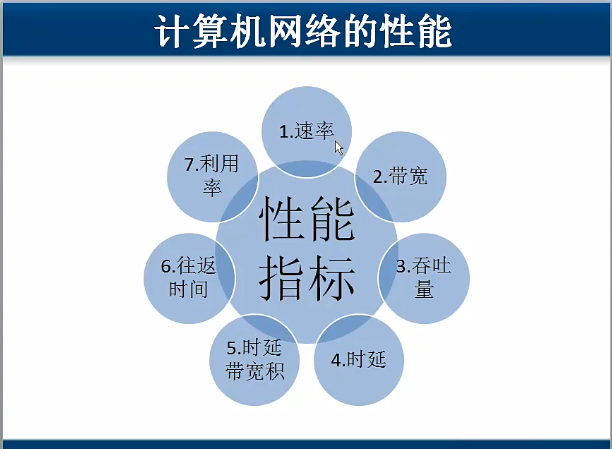 计算机网络的性能
1.速率
2.带宽
3.吞吐
量
4.时延
5.时延
带宽积
6.往返
时间
7.利用
率
性能
指标